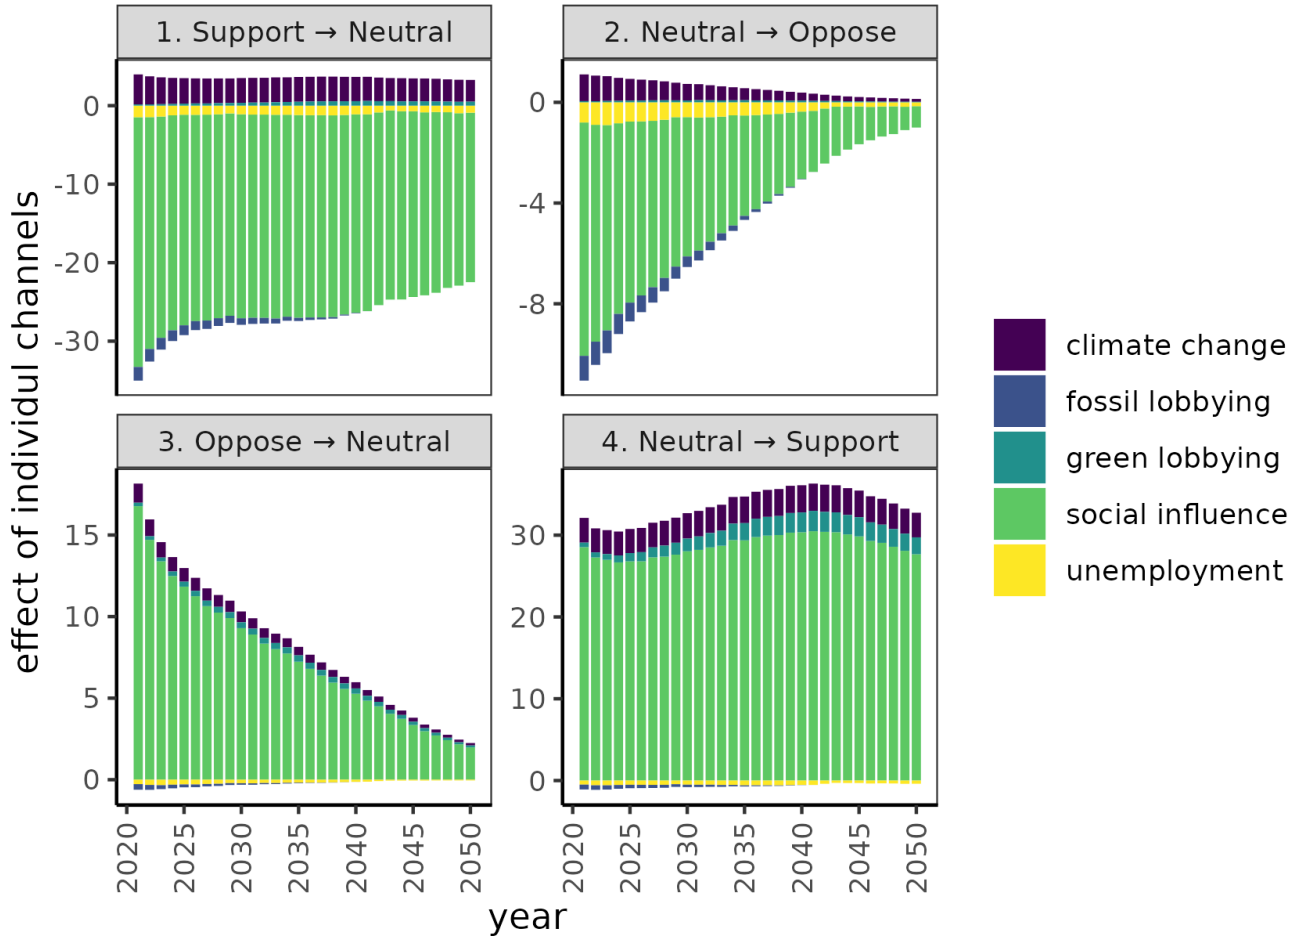 1. Support → Neutral
2. Neutral → Oppose
0
-10
-20
-30
0
-4
-8
3. Oppose → Neutral
4. Neutral → Support
15
10
5
0
30
20
10
0
2020 2025 2030 2035 2040 2045 2050
2020 2025 2030 2035 2040 2045 2050
year
effect of individul channels
climate change
fossil lobbying
green lobbying
social influence
unemployment